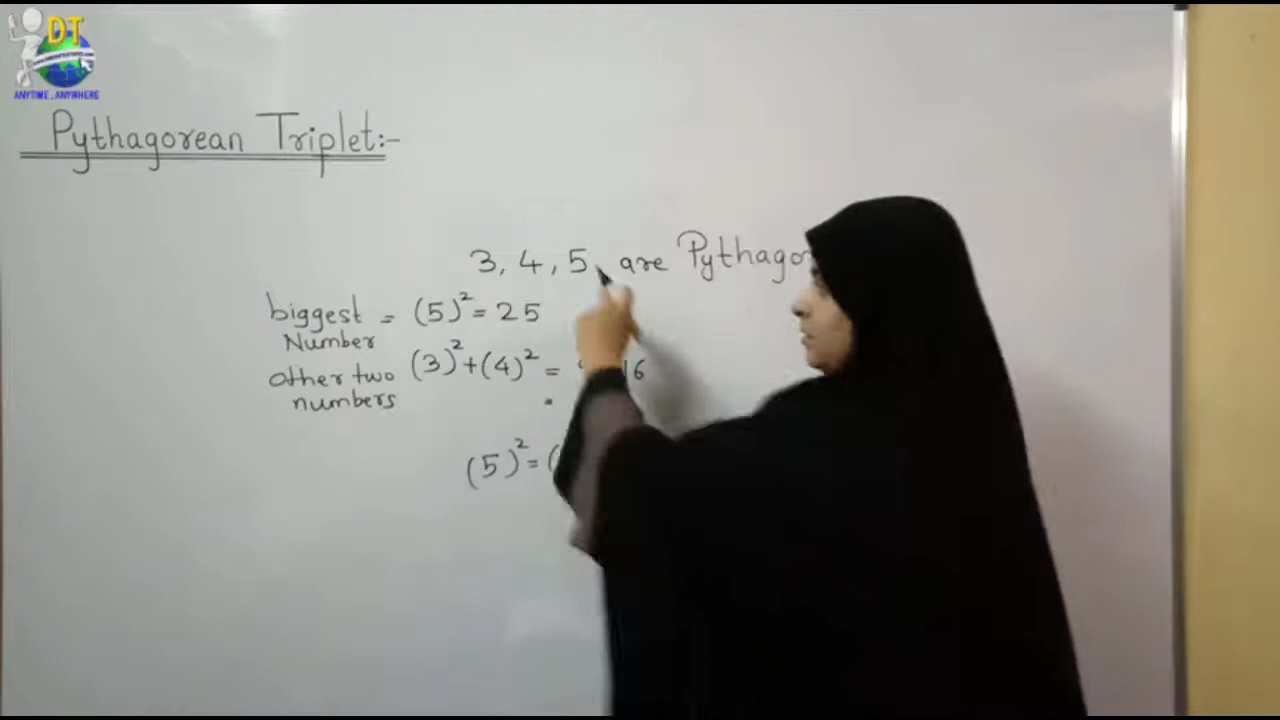 DT
ANYTIME, ANYWHERE
Pythagorean Triplet:-
3, 4, 5 are
biggest = (5)² = 25
Number
other two (3)² + (4)² = 16
numbers
(5)² = (